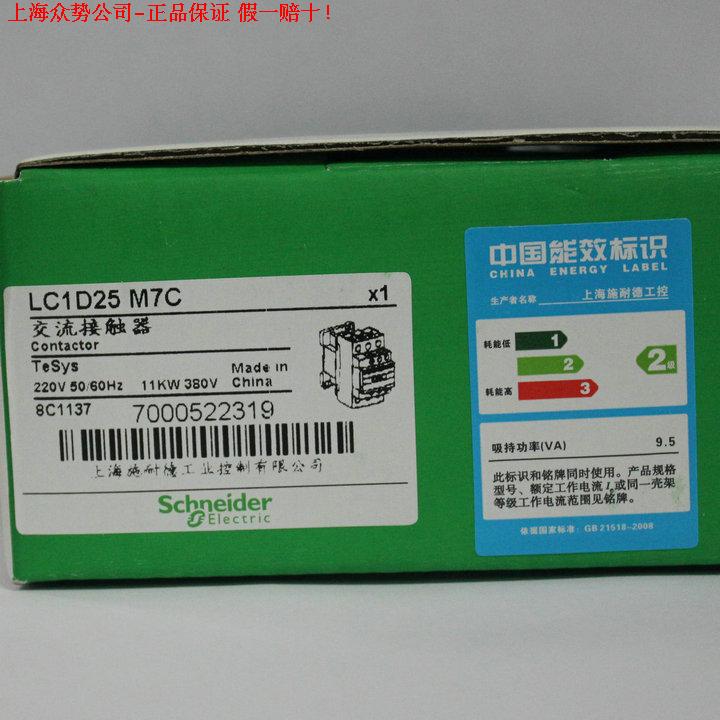 上海众势公司-正品保证 假一赔十!
LC1D25 M7C x1
交流接触器
Contactor
TeSys
220V 50/60Hz 11KW 380V
Made in
China
8C1137 7000522319
上海施耐德工业控制有限公司
Schneider
Electric
中国能效标识
CHINA ENERGY LABEL
生产者名称 上海施耐德工控
耗能低 1
2
耗能高 3
2级
吸持功率(VA) 9.5
此标识和铭牌同时使用。产品规格
型号、额定工作电流Ie或同一壳架
等级工作电流范围见铭牌。
依据国家标准: GB 21518-2008